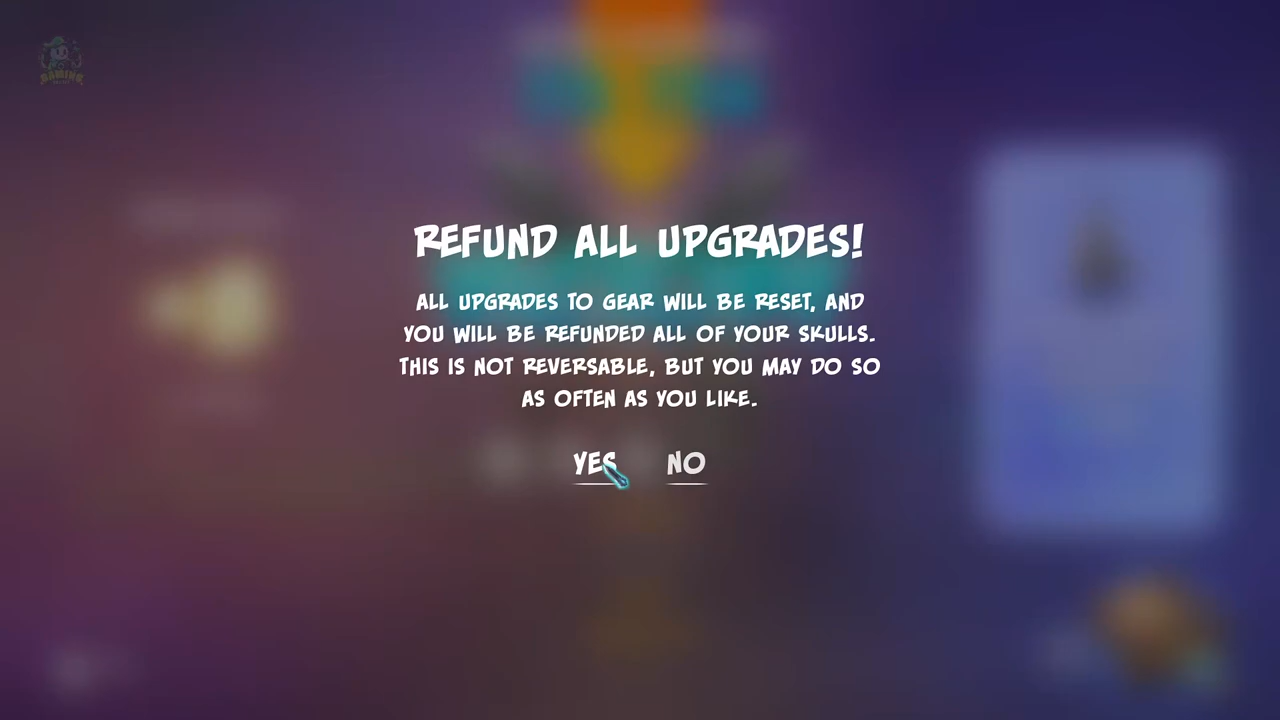 GAMING
REFUND ALL UPGRADES!
ALL UPGRADES TO GEAR WILL BE RESET, AND
YOU WILL BE REFUNDED ALL OF YOUR SKULLS.
THIS IS NOT REVERSABLE, BUT YOU MAY DO SO
AS OFTEN AS YOU LIKE.
YES NO